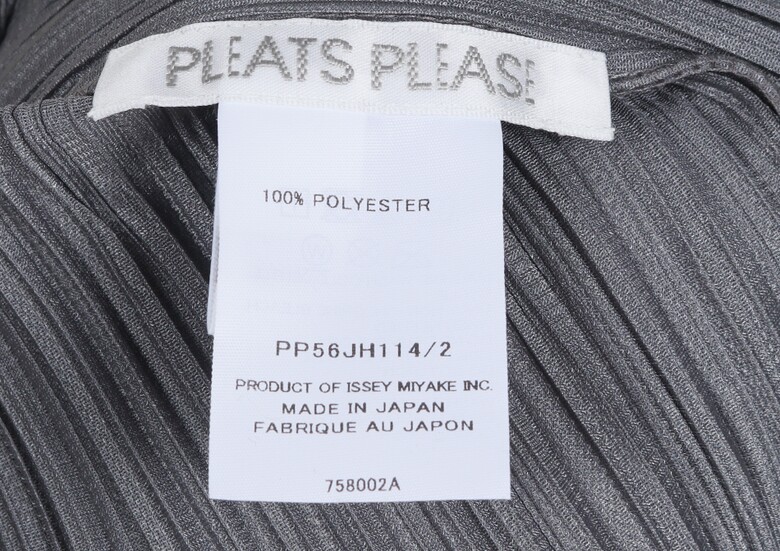 PLEATS PLEASE
100% POLYESTER
PP56JH114/2
PRODUCT OF ISSEY MIYAKE INC.
MADE IN JAPAN
FABRIQUE AU JAPON
758002A